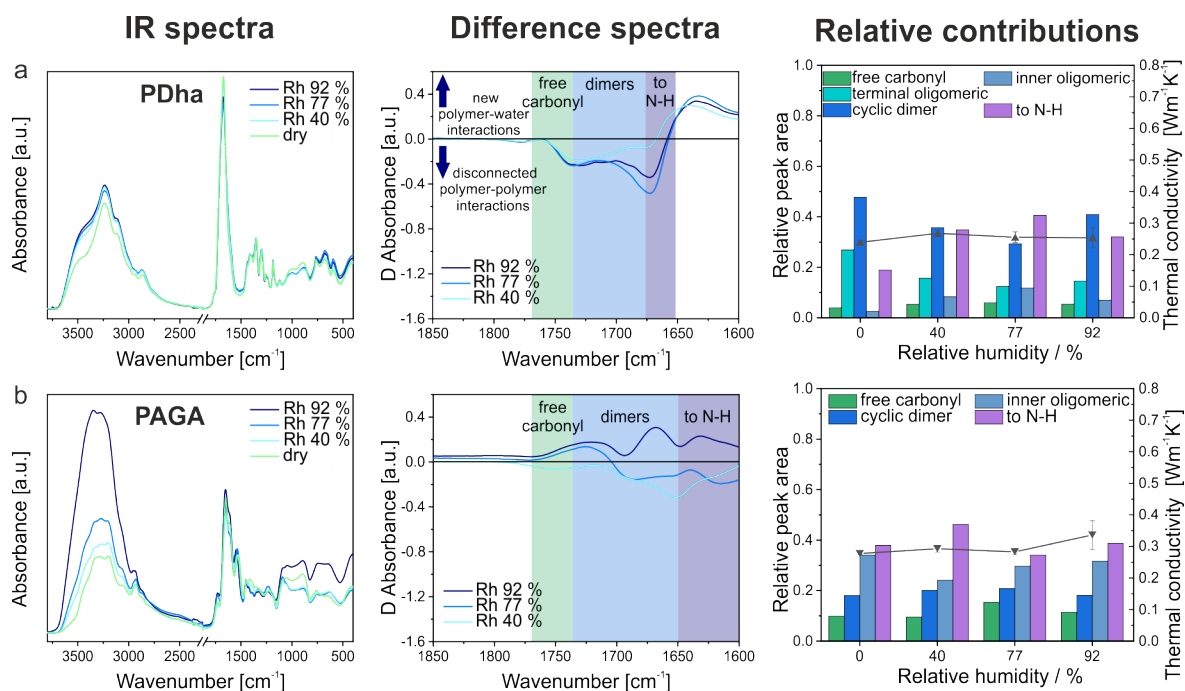 IR spectra
Difference spectra
Relative contributions
a
PDha
Rh 92 %
Rh 77 %
Rh 40 %
dry
Absorbance [a.u.]
3500 3000 2500 1500 1000 500
Wavenumber [cm⁻¹]
free
carbonyl
dimers
to
N-H
new
polymer-water
interactions
disconnected
polymer-polymer
interactions
Rh 92 %
Rh 77 %
Rh 40 %
D Absorbance [a.u.]
0.4
0.0
-0.4
-0.8
-1.2
-1.6
1850 1750 1700 1650 1600
Wavenumber [cm⁻¹]
free carbonyl
inner oligomeric
terminal oligomeric
cyclic dimer
to N-H
Relative peak area
1.0
0.8
0.6
0.4
0.2
0.0
Thermal conductivity [Wm⁻¹K⁻¹]
0.8
0.7
0.6
0.5
0.4
0.3
0.2
0.1
0.0
0 40 77 92
Relative humidity / %
b
PAGA
Rh 92 %
Rh 77 %
Rh 40 %
dry
Absorbance [a.u.]
3500 3000 2500 1500 1000 500
Wavenumber [cm⁻¹]
free
carbonyl
dimers
to N-H
Rh 92 %
Rh 77 %
Rh 40 %
D Absorbance [a.u.]
0.4
0.0
-0.4
-0.8
-1.2
-1.6
1850 1750 1700 1650 1600
Wavenumber [cm⁻¹]
free carbonyl
inner oligomeric
cyclic dimer
to N-H
Relative peak area
1.0
0.8
0.6
0.4
0.2
0.0
Thermal conductivity [Wm⁻¹K⁻¹]
0.8
0.7
0.6
0.5
0.4
0.3
0.2
0.1
0.0
0 40 77 92
Relative humidity / %